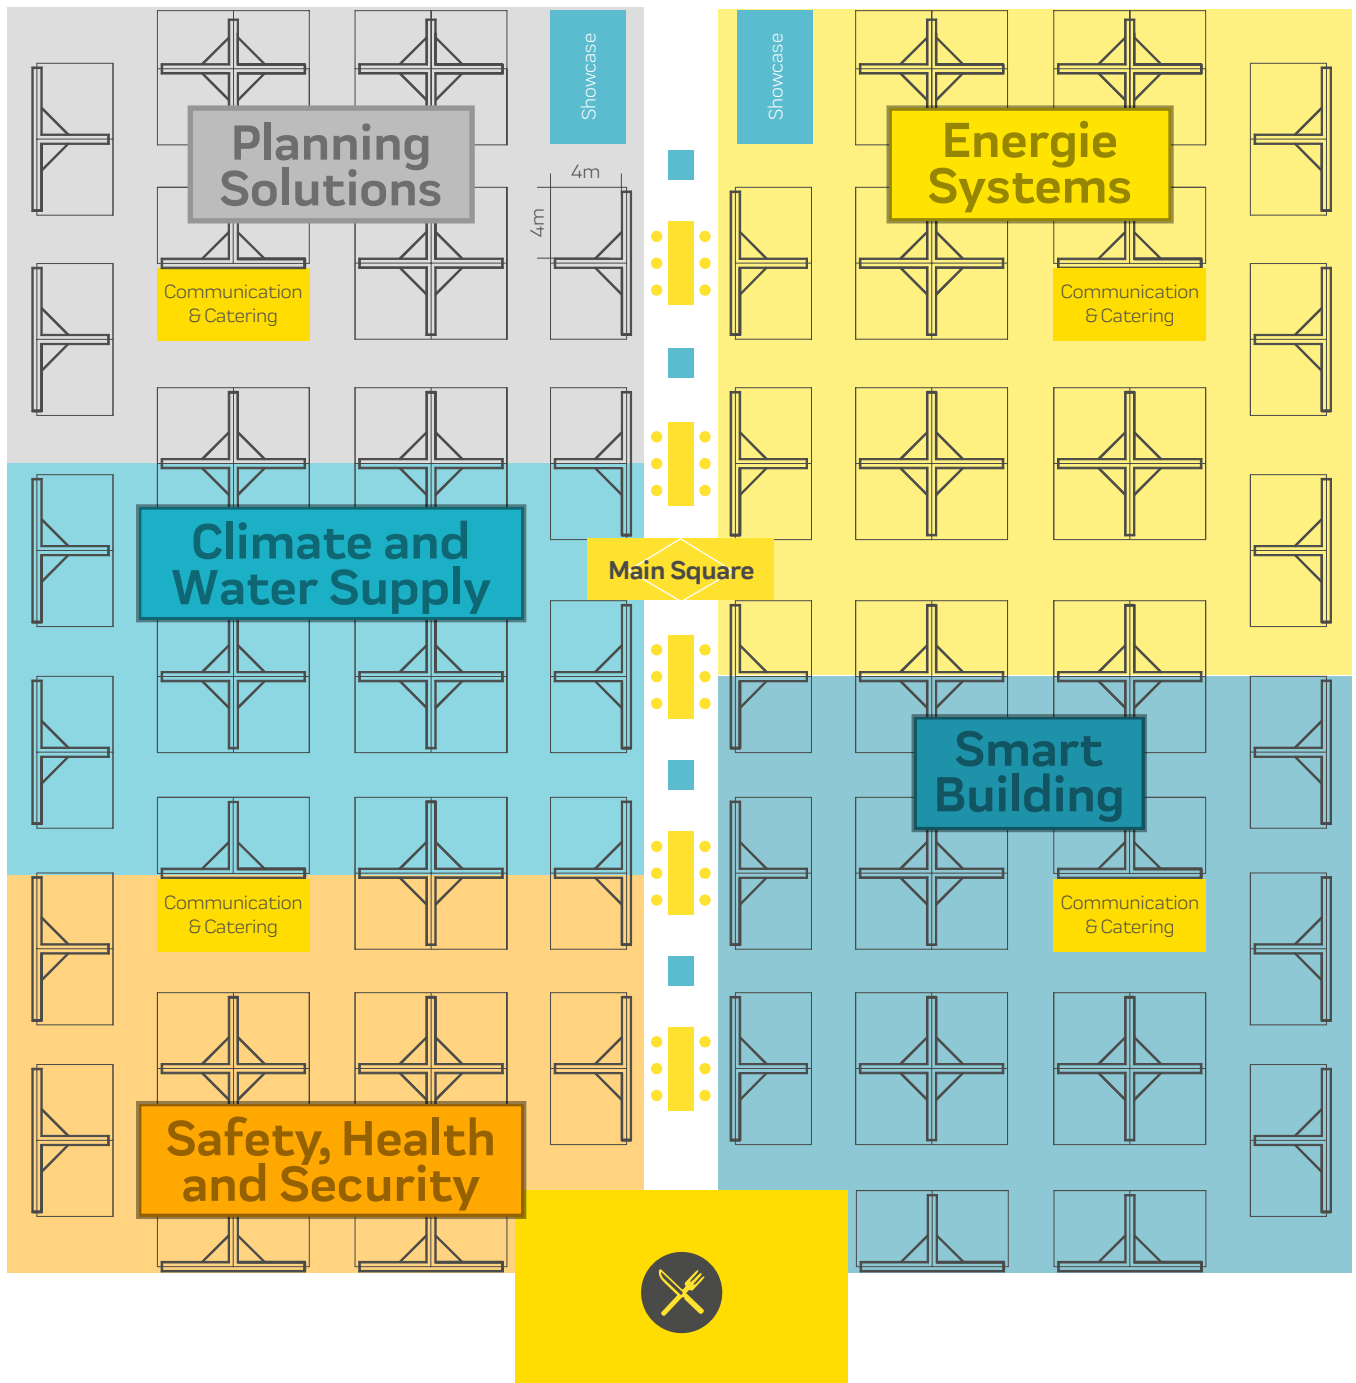 Showcase
Showcase
Planning
Solutions
Energie
Systems
4m
4m
Communication
& Catering
Communication
& Catering
Climate and
Water Supply
Main Square
Smart
Building
Communication
& Catering
Communication
& Catering
Safety, Health
and Security